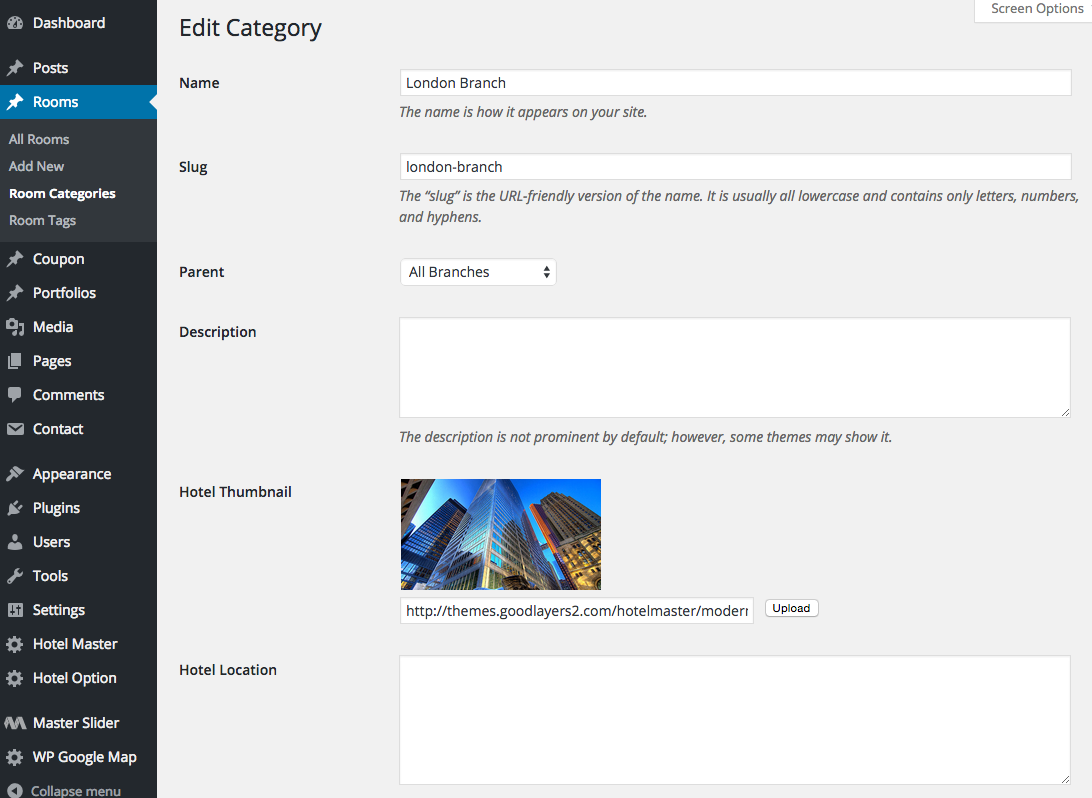 Dashboard
Posts
Rooms
All Rooms
Add New
Room Categories
Room Tags
Coupon
Portfolios
Media
Pages
Comments
Contact
Appearance
Plugins
Users
Tools
Settings
Hotel Master
Hotel Option
Master Slider
WP Google Map
Collapse menu
Screen Options
Edit Category
Name
London Branch
The name is how it appears on your site.
Slug
london-branch
The “slug” is the URL-friendly version of the name. It is usually all lowercase and contains only letters, numbers,
and hyphens.
Parent
All Branches
Description
The description is not prominent by default; however, some themes may show it.
Hotel Thumbnail
http://themes.goodlayers2.com/hotelmaster/modern
Upload
Hotel Location